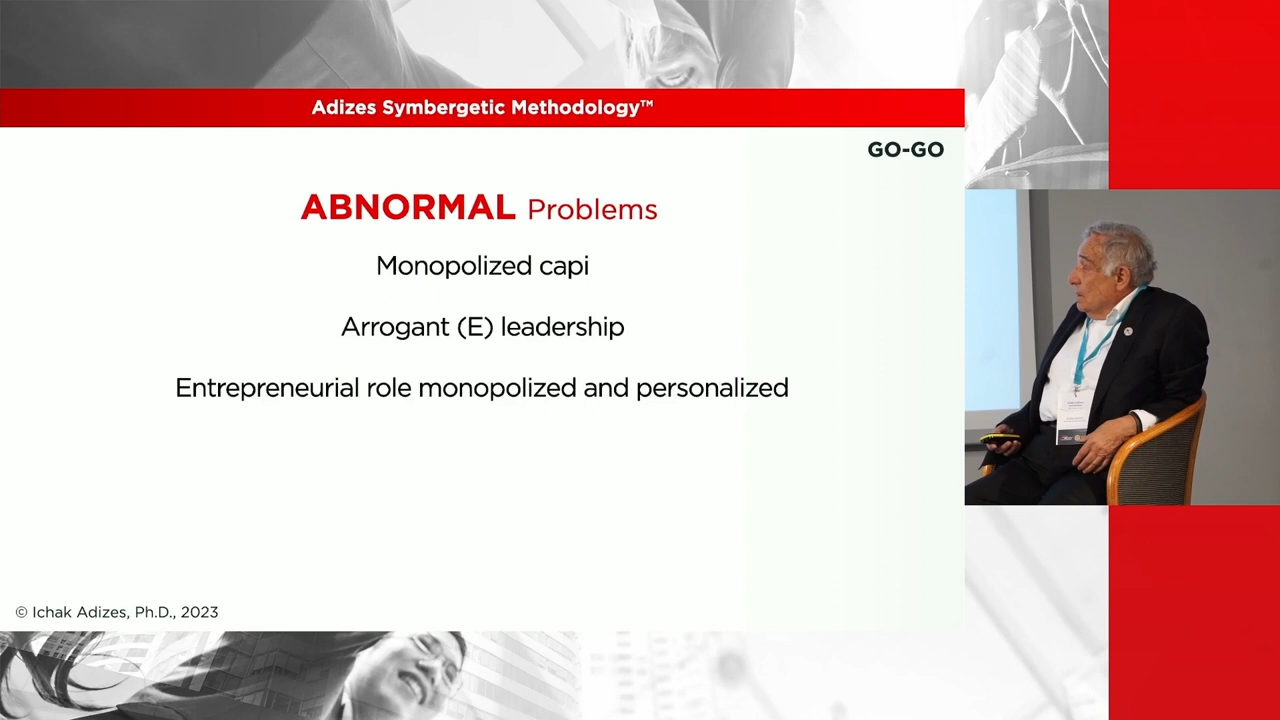 Adizes Symbergetic Methodology™
GO-GO
ABNORMAL Problems
Monopolized capi
Arrogant (E) leadership
Entrepreneurial role monopolized and personalized
© Ichak Adizes, Ph.D., 2023